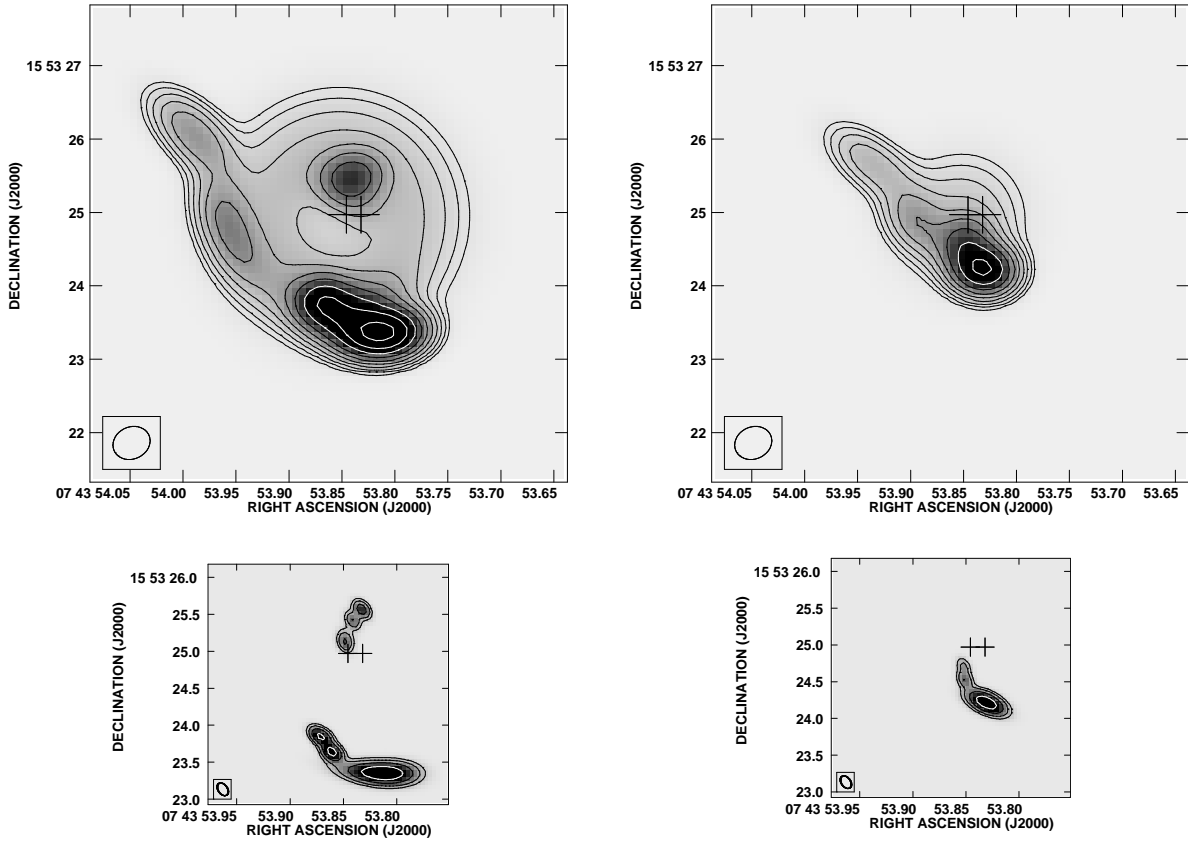 15 53 27
26
25
24
23
22
DECLINATION (J2000)
07 43 54.05 54.00 53.95 53.90 53.85 53.80 53.75 53.70 53.65
RIGHT ASCENSION (J2000)
15 53 27
26
25
24
23
22
DECLINATION (J2000)
07 43 54.05 54.00 53.95 53.90 53.85 53.80 53.75 53.70 53.65
RIGHT ASCENSION (J2000)
15 53 26.0
25.5
25.0
24.5
24.0
23.5
23.0
DECLINATION (J2000)
07 43 53.95 53.90 53.85 53.80
RIGHT ASCENSION (J2000)
15 53 26.0
25.5
25.0
24.5
24.0
23.5
23.0
DECLINATION (J2000)
07 43 53.95 53.90 53.85 53.80
RIGHT ASCENSION (J2000)